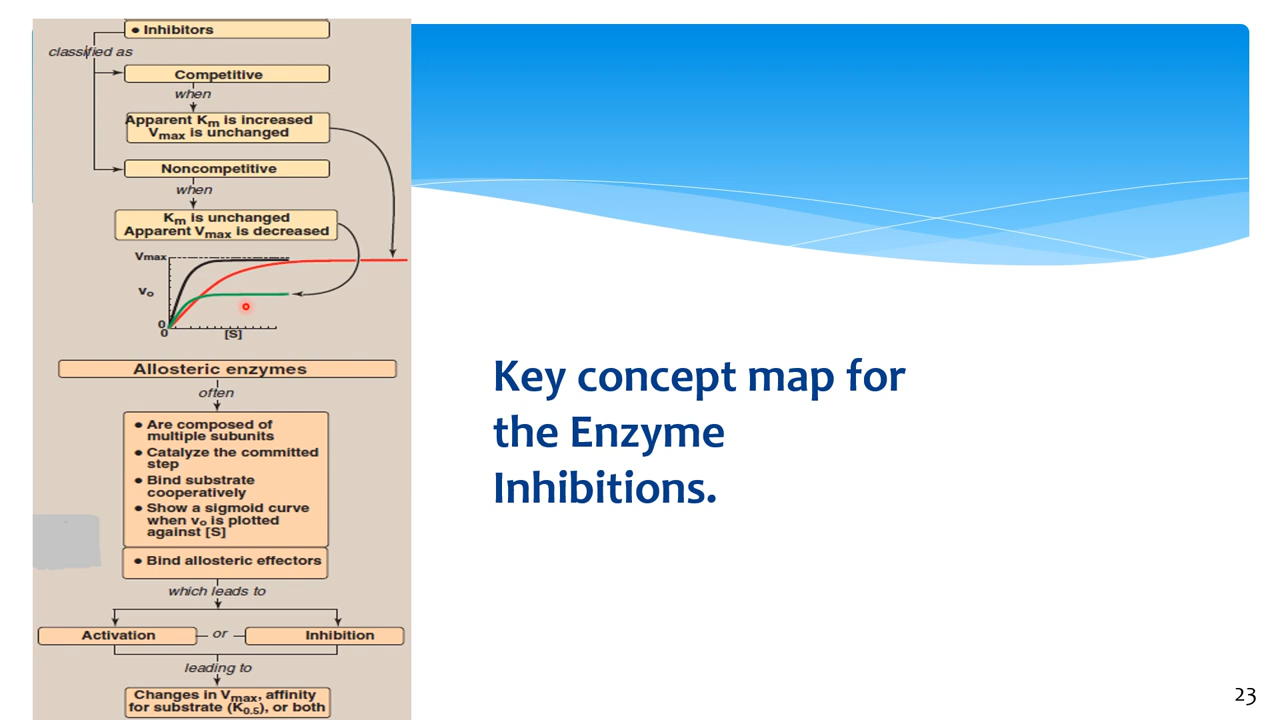 • Inhibitors
classified as
Competitive
when
Apparent Km is increased
Vmax is unchanged
Noncompetitive
when
Km is unchanged
Apparent Vmax is decreased
Vmax
vo
0
0
[S]
Allosteric enzymes
often
• Are composed of
multiple subunits
• Catalyze the committed
step
• Bind substrate
cooperatively
• Show a sigmoid curve
when vo is plotted
against [S]
• Bind allosteric effectors
which leads to
Activation or Inhibition
leading to
Changes in Vmax, affinity
for substrate (K0.5), or both
Key concept map for
the Enzyme
Inhibitions.
23